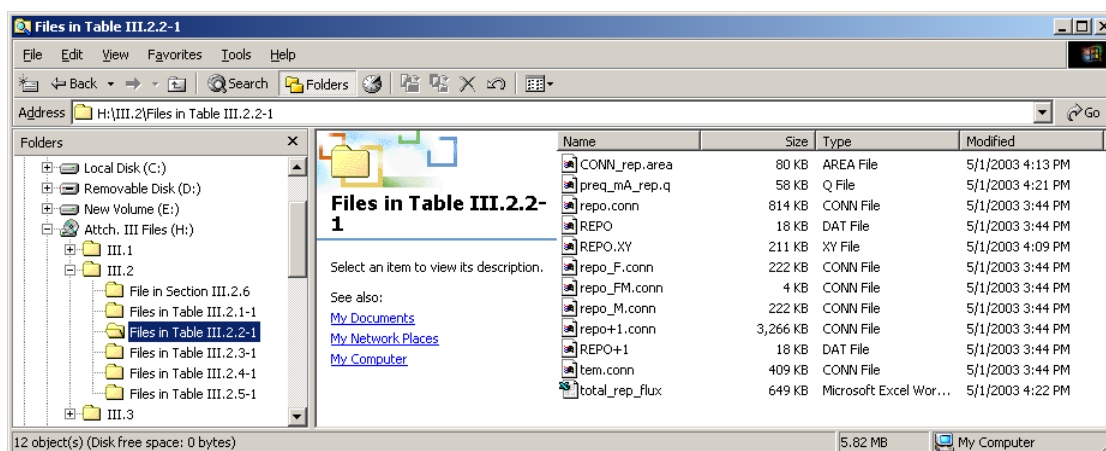 Files in Table III.2.2-1
File Edit View Favorites Tools Help
Back Search Folders
Address H:\III.2\Files in Table III.2.2-1 Go
Folders
Local Disk (C:)
Removable Disk (D:)
New Volume (E:)
Attch. III Files (H:)
III.1
III.2
File in Section III.2.6
Files in Table III.2.1-1
Files in Table III.2.2-1
Files in Table III.2.3-1
Files in Table III.2.4-1
Files in Table III.2.5-1
III.3
Files in Table III.2.2-
1
Select an item to view its description.
See also:
My Documents
My Network Places
My Computer
Name Size Type Modified
CONN_rep.area 80 KB AREA File 5/1/2003 4:13 PM
preq_mA_rep.q 58 KB Q File 5/1/2003 4:21 PM
repo.conn 814 KB CONN File 5/1/2003 3:44 PM
REPO 18 KB DAT File 5/1/2003 3:44 PM
REPO.XY 211 KB XY File 5/1/2003 4:09 PM
repo_F.conn 222 KB CONN File 5/1/2003 3:44 PM
repo_FM.conn 4 KB CONN File 5/1/2003 3:44 PM
repo_M.conn 222 KB CONN File 5/1/2003 3:44 PM
repo+1.conn 3,266 KB CONN File 5/1/2003 3:44 PM
REPO+1 18 KB DAT File 5/1/2003 3:44 PM
tem.conn 409 KB CONN File 5/1/2003 3:44 PM
total_rep_flux 649 KB Microsoft Excel Wor... 5/1/2003 4:22 PM
12 object(s) (Disk free space: 0 bytes) 5.82 MB My Computer